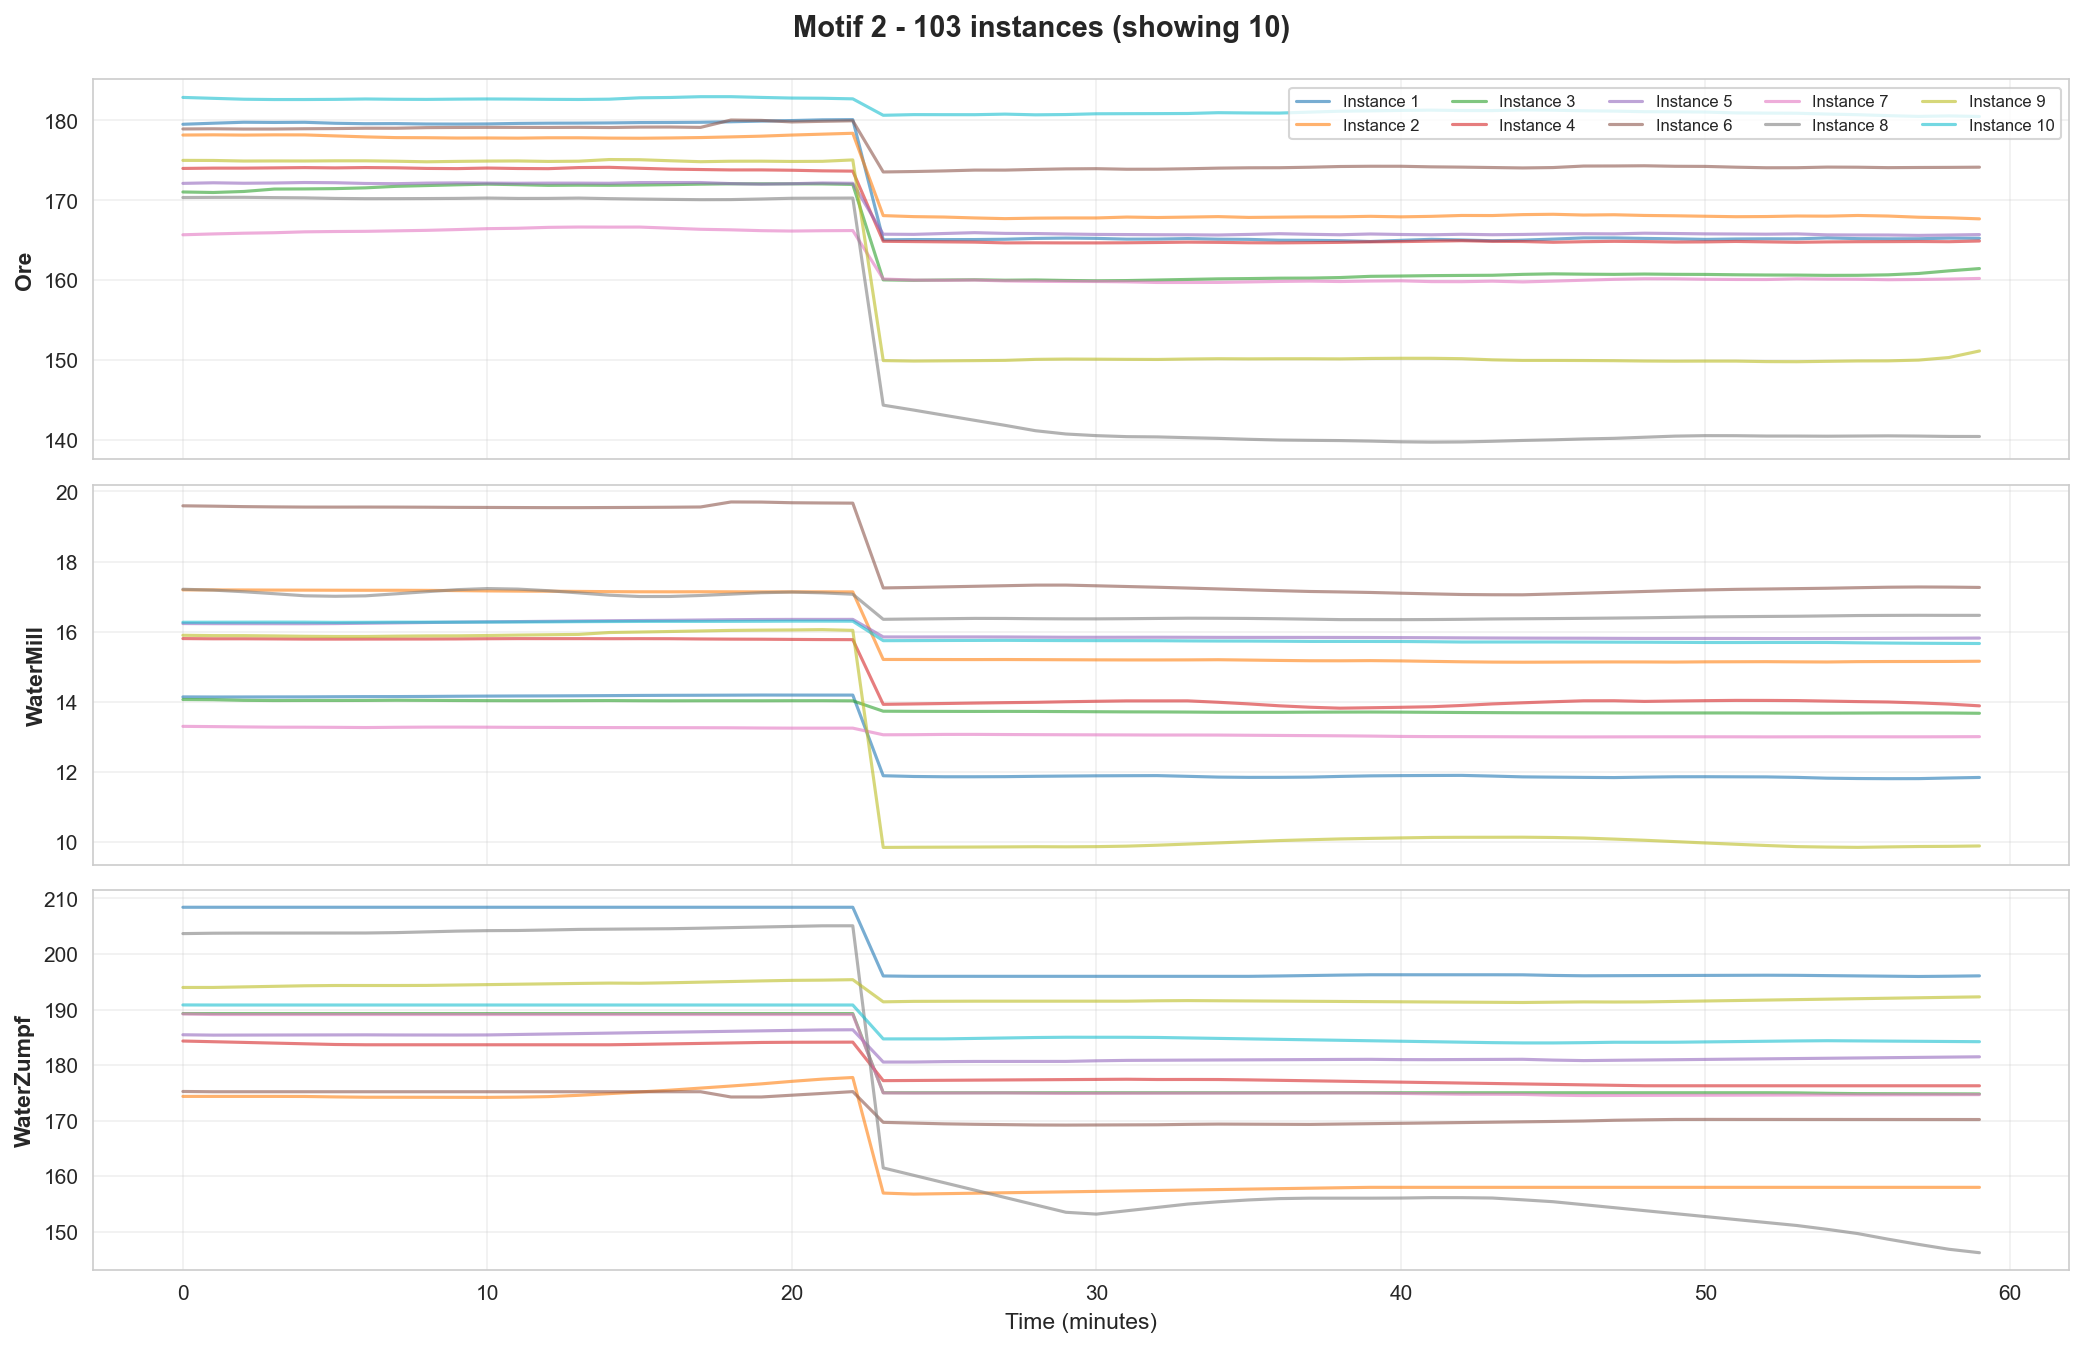 Motif 2 - 103 instances (showing 10)
Instance 1 Instance 3 Instance 5 Instance 7 Instance 9
Instance 2 Instance 4 Instance 6 Instance 8 Instance 10
Ore
180
170
160
150
140
WaterMill
20
18
16
14
12
10
WaterZumpf
210
200
190
180
170
160
150
0 10 20 30 40 50 60
Time (minutes)